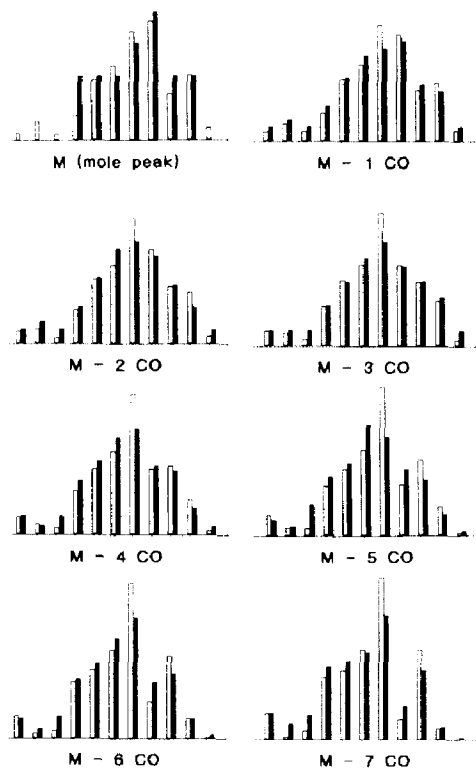 M (mole peak)
M - 1 CO
M - 2 CO
M - 3 CO
M - 4 CO
M - 5 CO
M - 6 CO
M - 7 CO